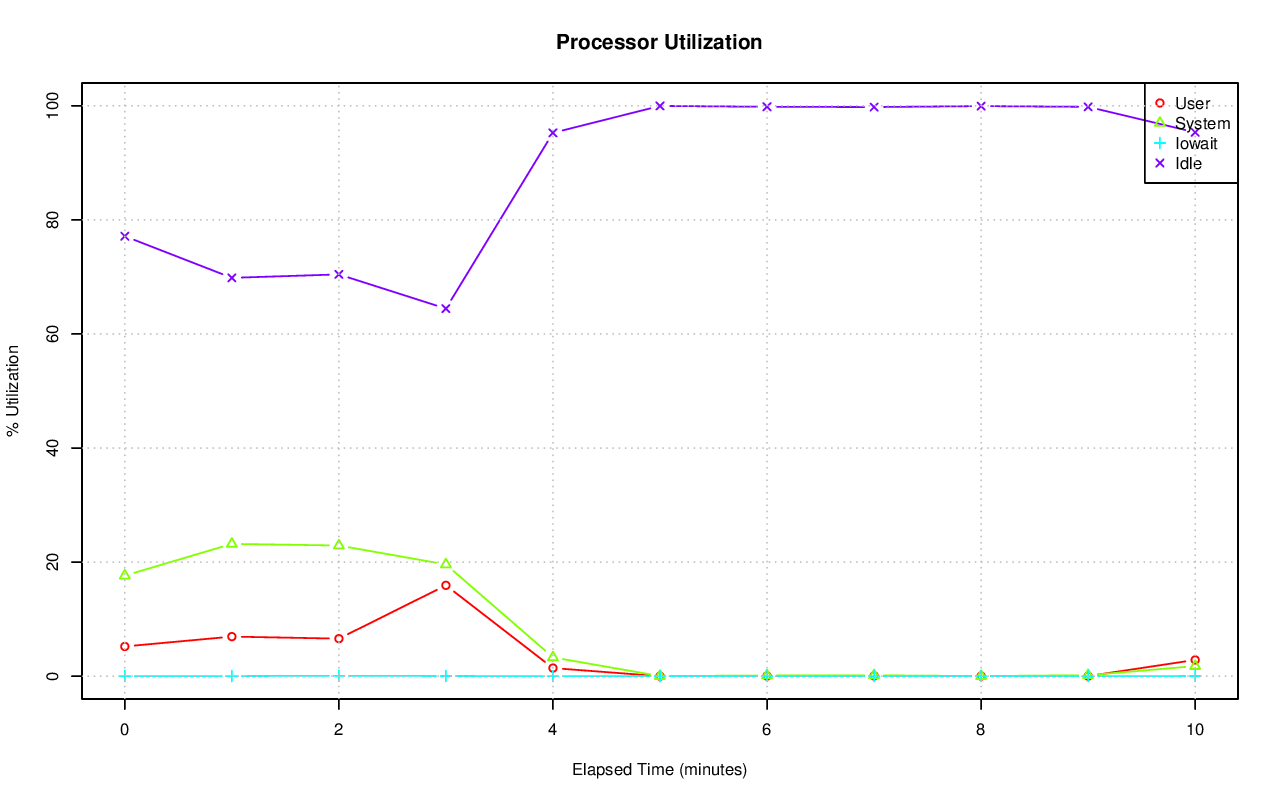 Processor Utilization
% Utilization
100
80
60
40
20
0
User
System
Iowait
Idle
0 2 4 6 8 10
Elapsed Time (minutes)